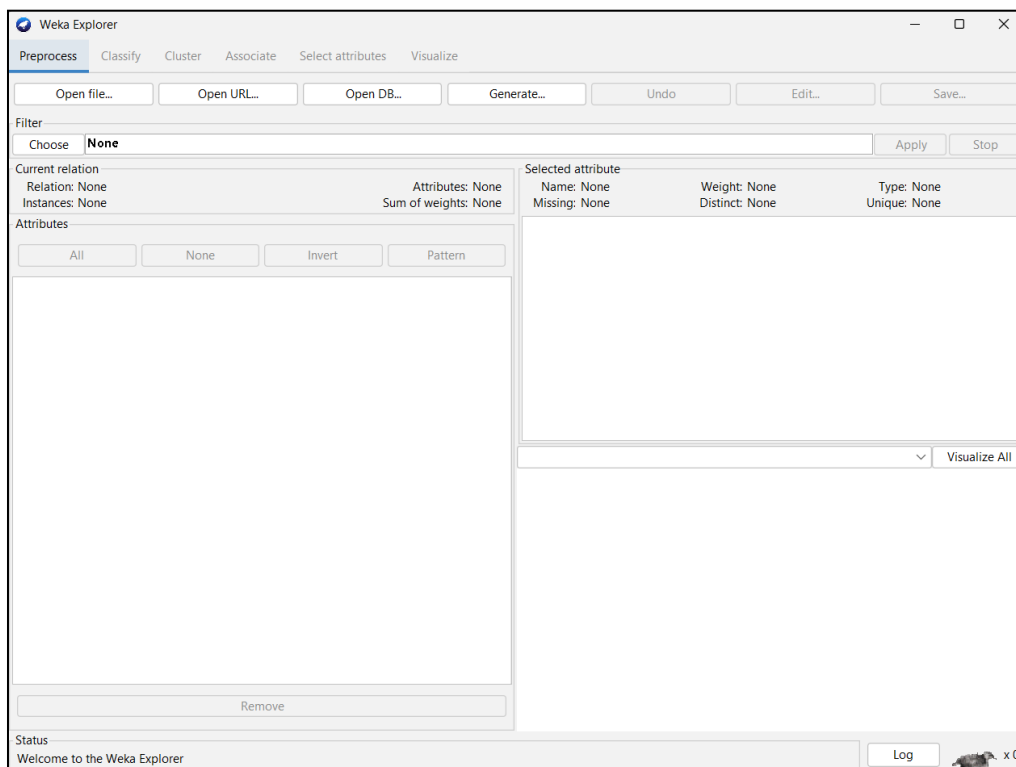 Weka Explorer
Preprocess Classify Cluster Associate Select attributes Visualize
Open file... Open URL... Open DB... Generate... Undo Edit... Save...
Filter
Choose None Apply Stop
Current relation
Relation: None Attributes: None
Instances: None Sum of weights: None
Selected attribute
Name: None Weight: None Type: None
Missing: None Distinct: None Unique: None
Attributes
All None Invert Pattern
Visualize All
Remove
Status
Welcome to the Weka Explorer
Log x 0